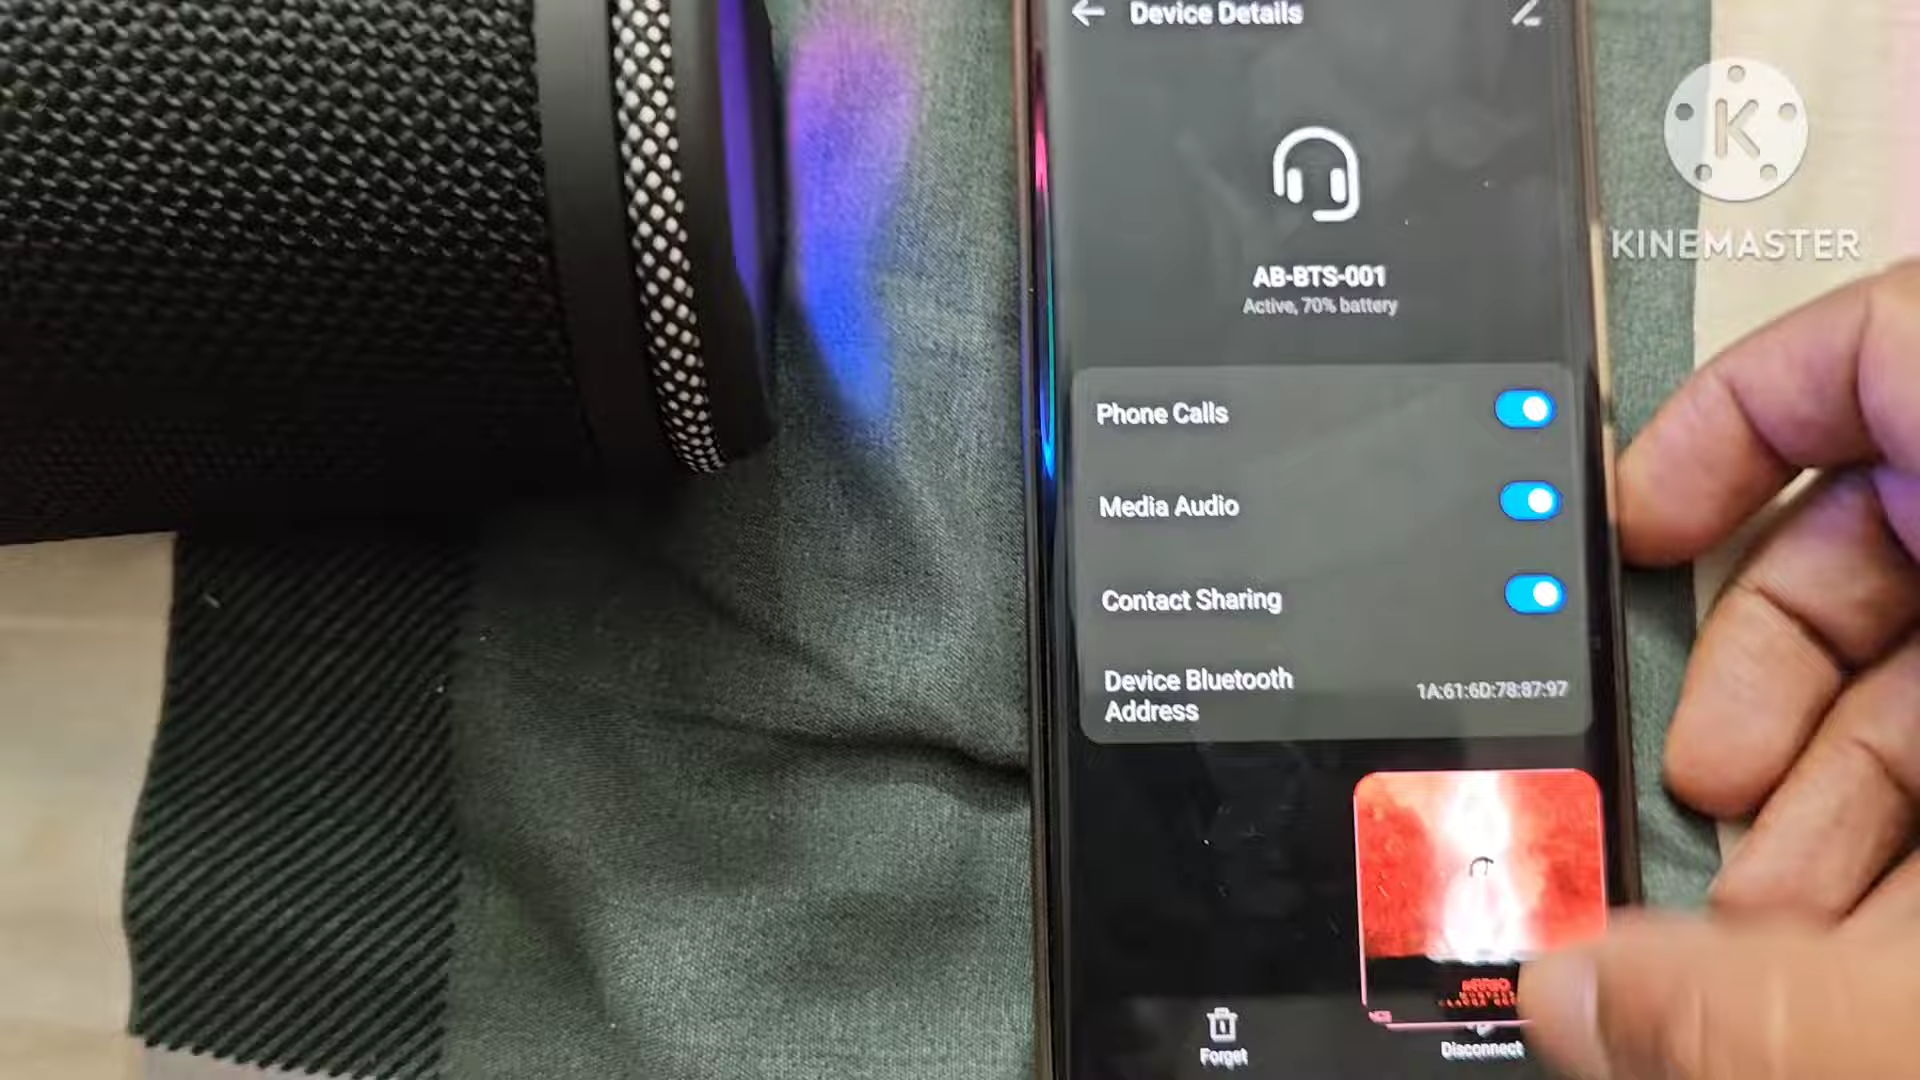 Device Details
K
KINEMASTER
AB-BTS-001
Active, 70% battery
Phone Calls
Media Audio
Contact Sharing
Device Bluetooth
Address
1A:61:6D:78:87:97
Forget
Disconnect